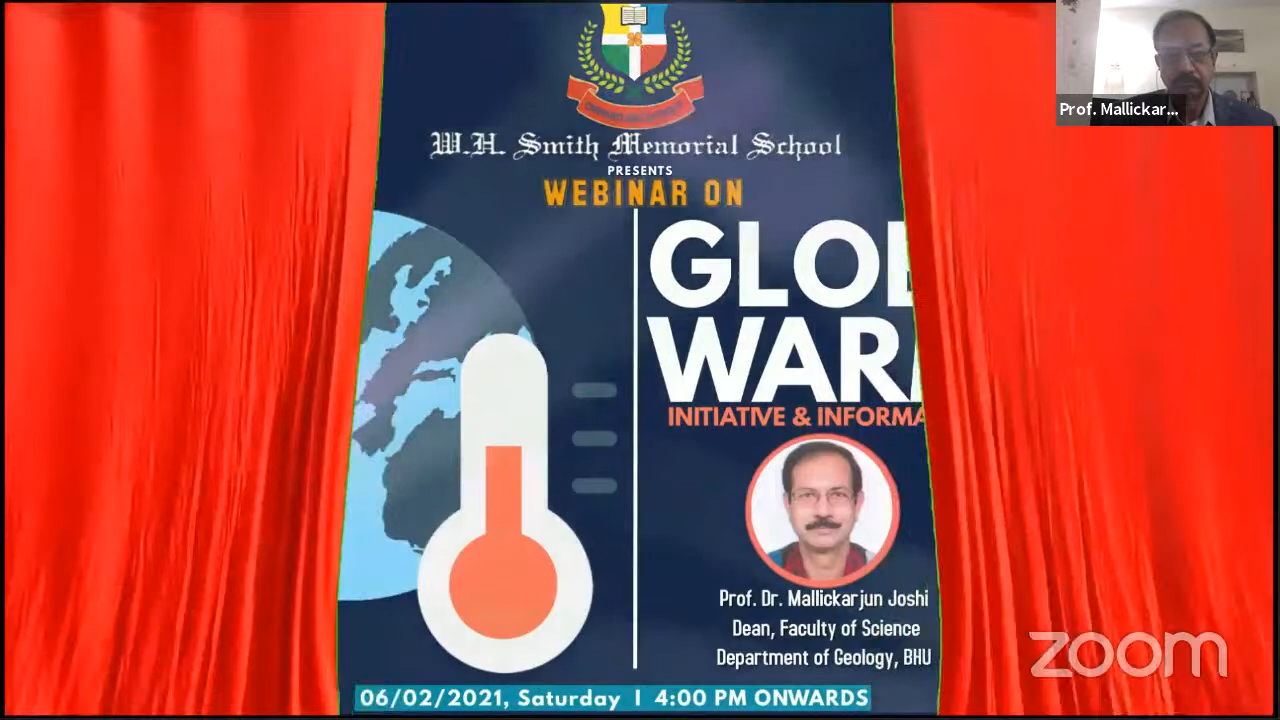 W.H. Smith Memorial School
PRESENTS
WEBINAR ON
GLOB
WARM
INITIATIVE & INFORMA
Prof. Dr. Mallickarjun Joshi
Dean, Faculty of Science
Department of Geology, BHU
06/02/2021, Saturday I 4:00 PM ONWARDS
Prof. Mallickar...
zoom